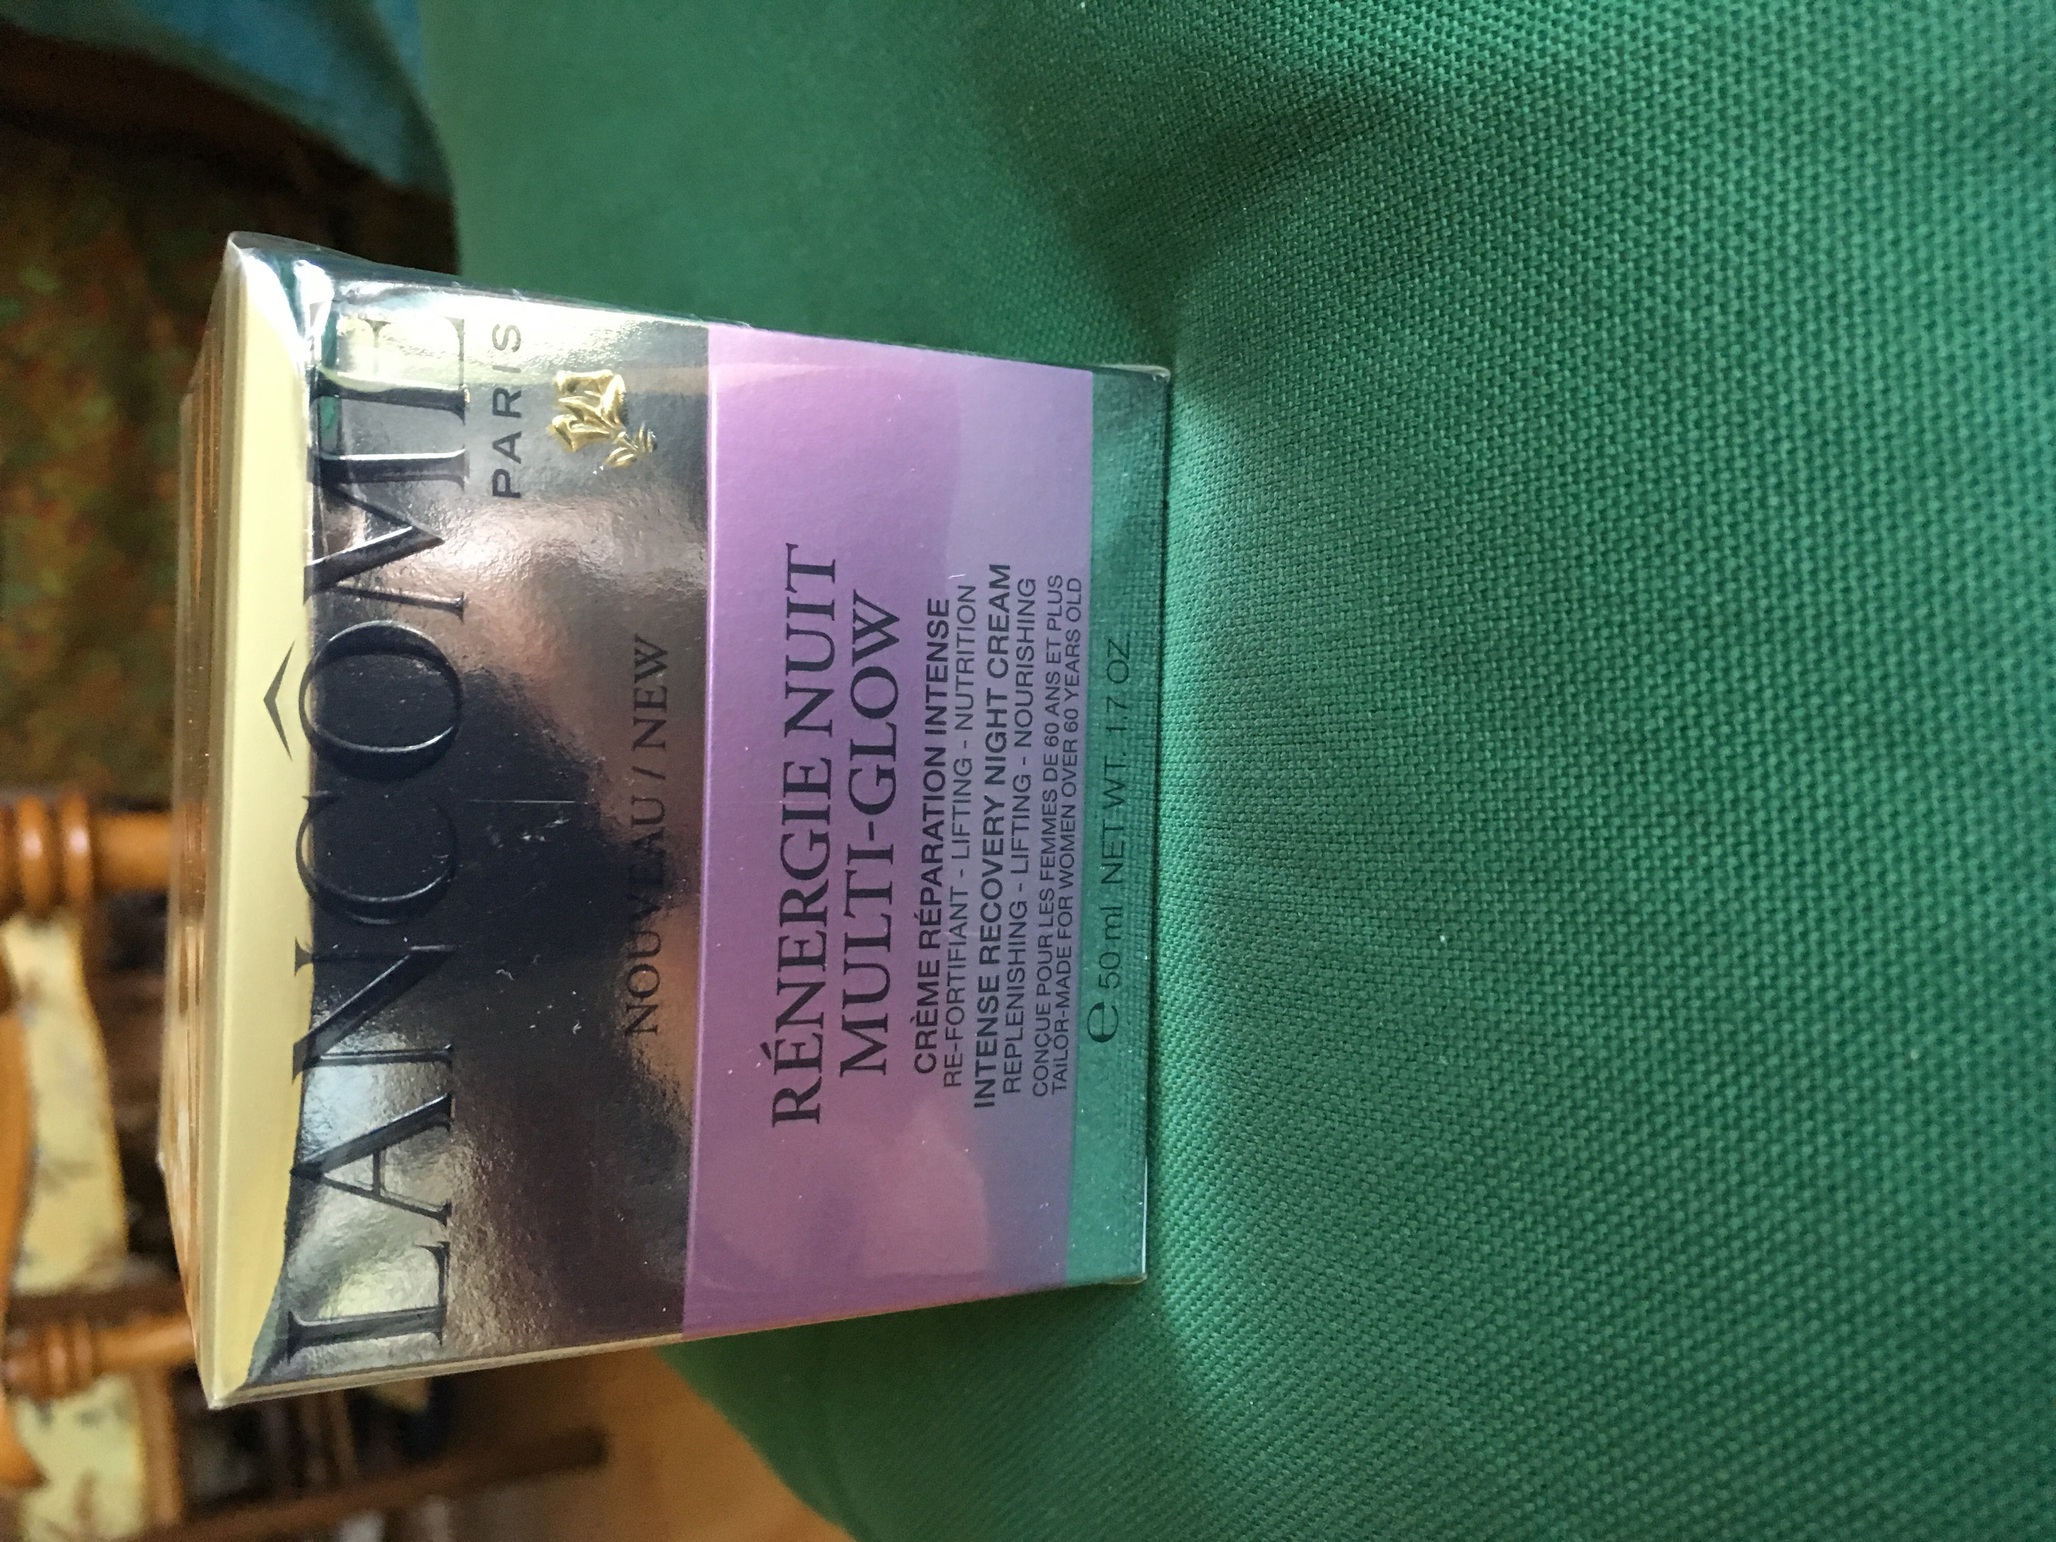 LANCÔME
PARIS
NOUVEAU / NEW
RÉNERGIE NUIT
MULTI-GLOW
CRÈME RÉPARATION INTENSE
RE-FORTIFIANT - LIFTING - NUTRITION
INTENSE RECOVERY NIGHT CREAM
REPLENISHING - LIFTING - NOURISHING
CONÇUE POUR LES FEMMES DE 60 ANS ET PLUS
TAILOR-MADE FOR WOMEN OVER 60 YEARS OLD
e 50 ml NET WT. 1.7 OZ